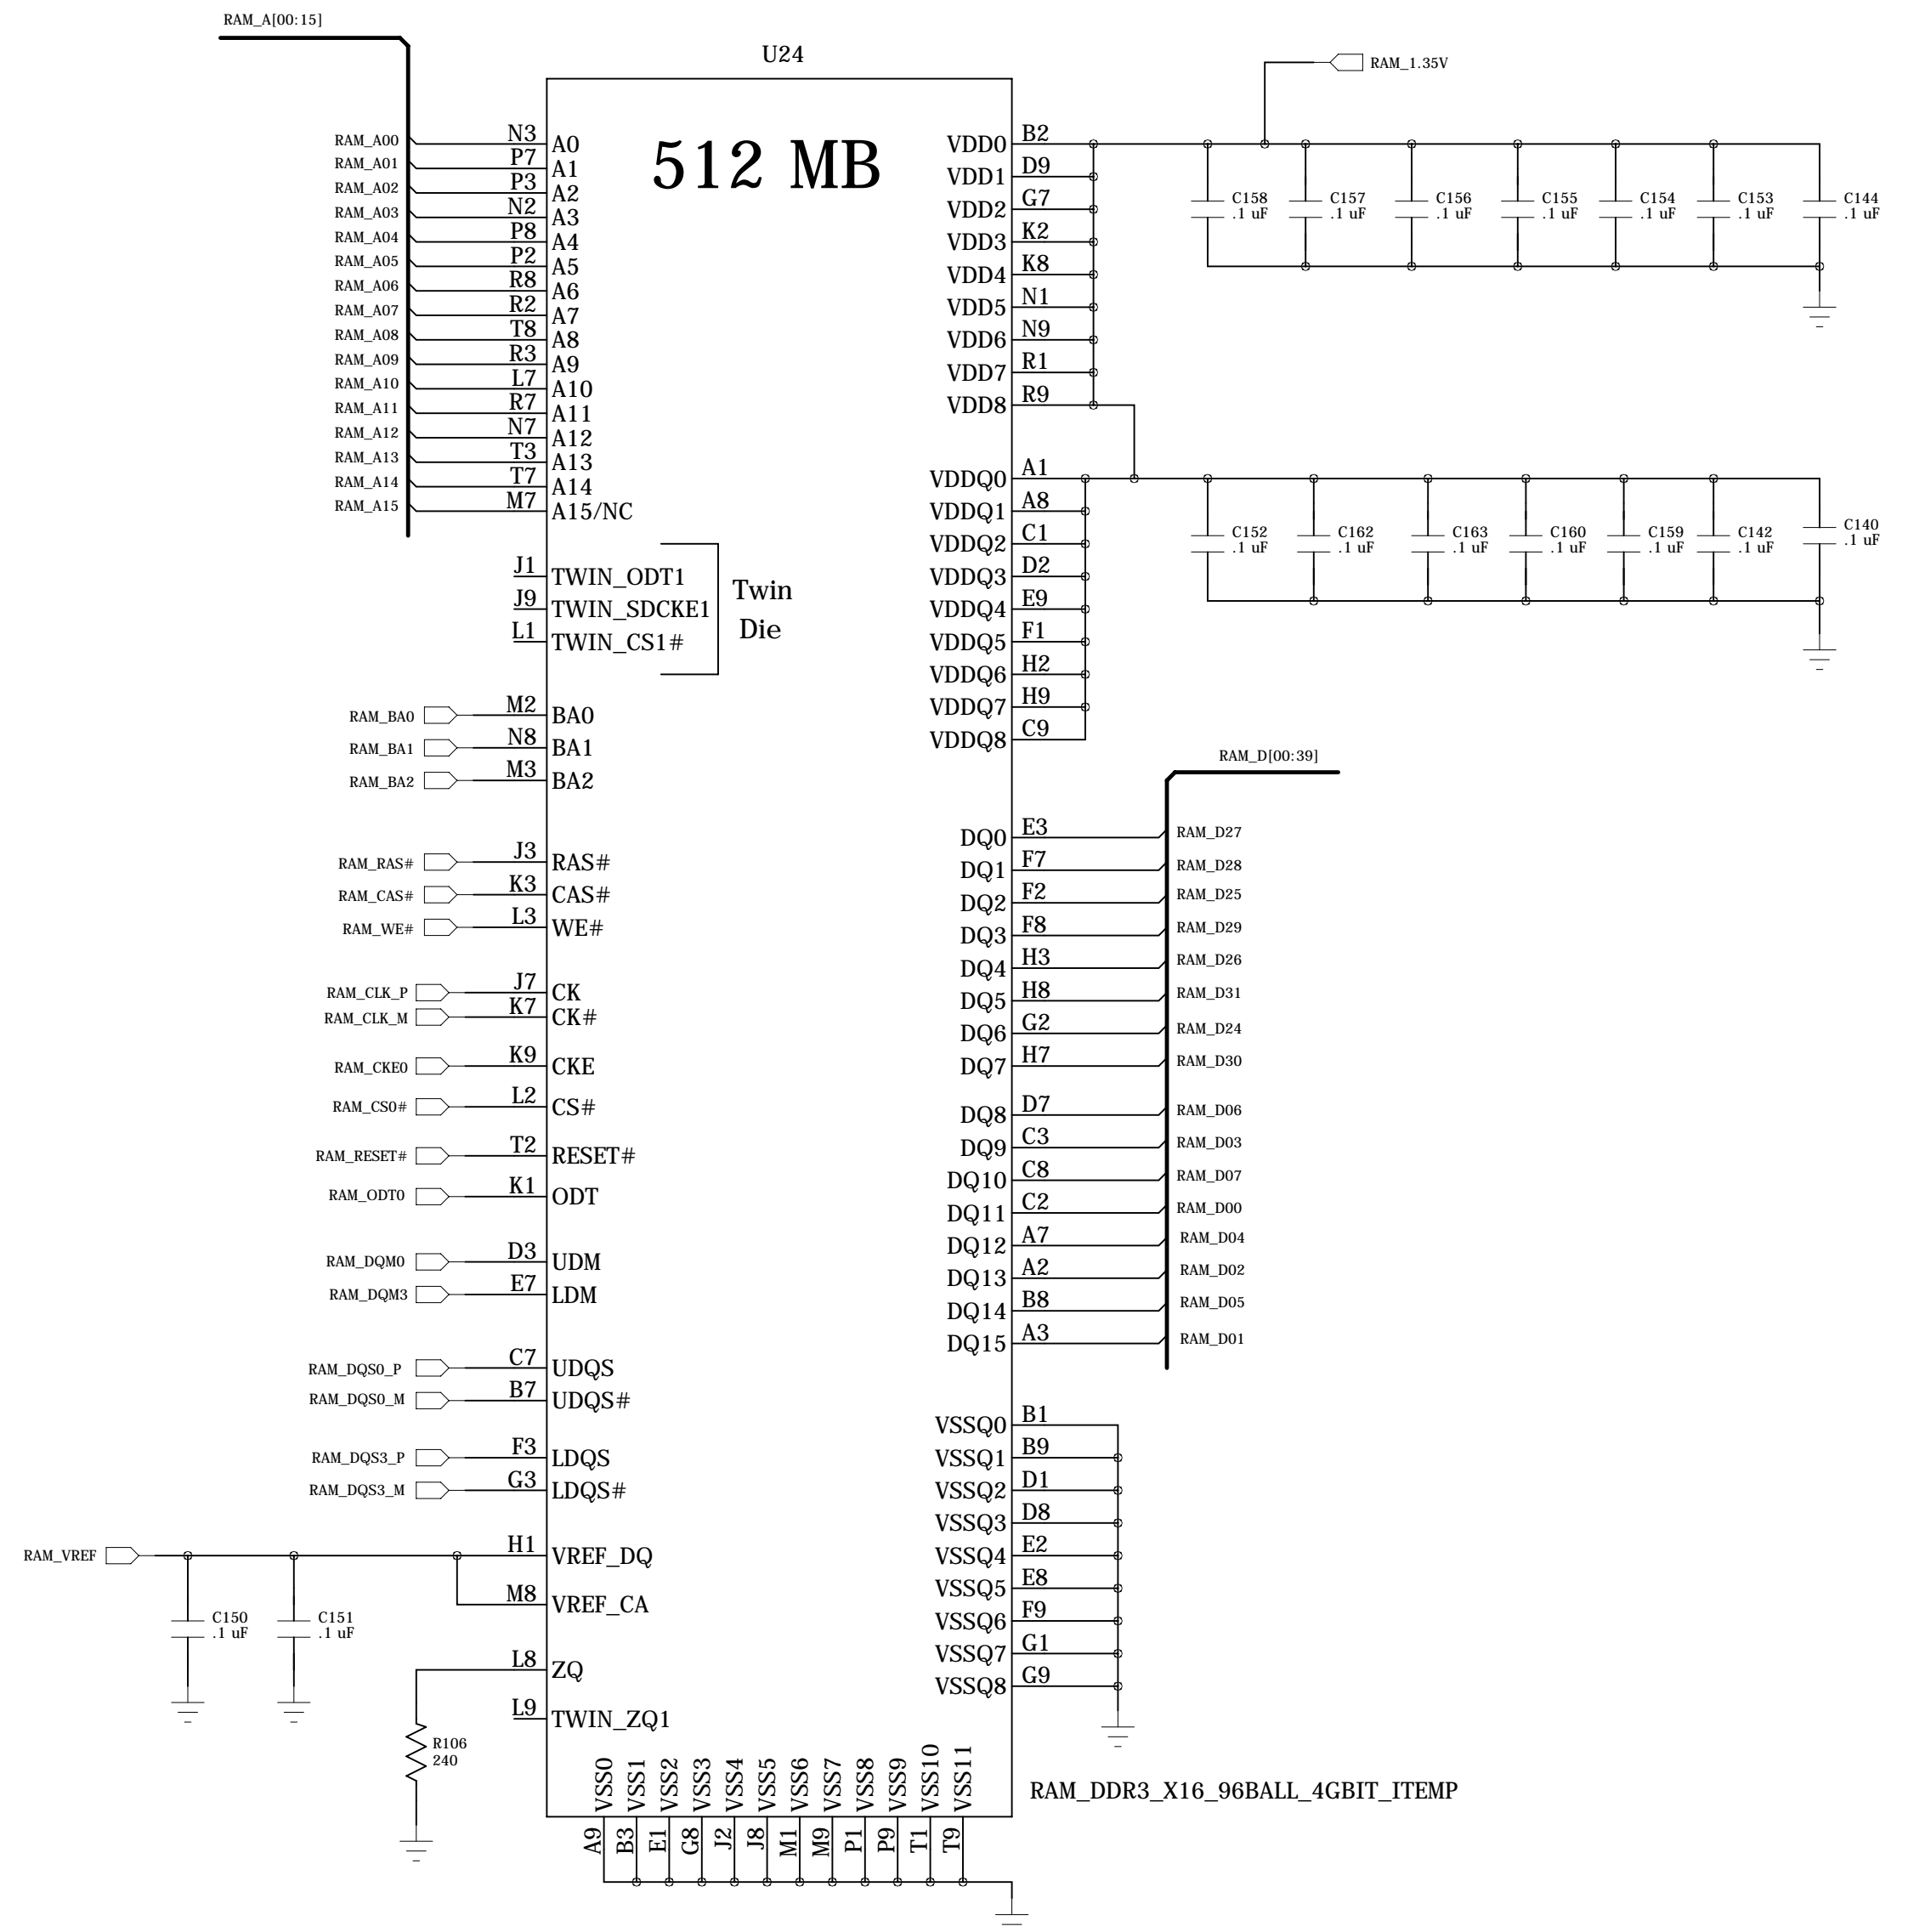 RAM_A[00:15]
U24
RAM_1.35V
512 MB
RAM_A00 N3 A0
RAM_A01 P7 A1
RAM_A02 P3 A2
RAM_A03 N2 A3
RAM_A04 P8 A4
RAM_A05 P2 A5
RAM_A06 R8 A6
RAM_A07 R2 A7
RAM_A08 T8 A8
RAM_A09 R3 A9
RAM_A10 L7 A10
RAM_A11 R7 A11
RAM_A12 N7 A12
RAM_A13 T3 A13
RAM_A14 T7 A14
RAM_A15 M7 A15/NC
J1 TWIN_ODT1
J9 TWIN_SDCKE1
L1 TWIN_CS1#
Twin
Die
RAM_BA0 M2 BA0
RAM_BA1 N8 BA1
RAM_BA2 M3 BA2
RAM_RAS# J3 RAS#
RAM_CAS# K3 CAS#
RAM_WE# L3 WE#
RAM_CLK_P J7 CK
RAM_CLK_M K7 CK#
RAM_CKE0 K9 CKE
RAM_CS0# L2 CS#
RAM_RESET# T2 RESET#
RAM_ODT0 K1 ODT
RAM_DQM0 D3 UDM
RAM_DQM3 E7 LDM
RAM_DQS0_P C7 UDQS
RAM_DQS0_M B7 UDQS#
RAM_DQS3_P F3 LDQS
RAM_DQS3_M G3 LDQS#
RAM_VREF H1 VREF_DQ
M8 VREF_CA
C150 C151
.1 uF .1 uF
L8 ZQ
L9 TWIN_ZQ1
R106
240
VDD0 B2
VDD1 D9
VDD2 G7
VDD3 K2
VDD4 K8
VDD5 N1
VDD6 N9
VDD7 R1
VDD8 R9
C158 C157 C156 C155 C154 C153 C144
.1 uF .1 uF .1 uF .1 uF .1 uF .1 uF .1 uF
VDDQ0 A1
VDDQ1 A8
VDDQ2 C1
VDDQ3 D2
VDDQ4 E9
VDDQ5 F1
VDDQ6 H2
VDDQ7 H9
VDDQ8 C9
C152 C162 C163 C160 C159 C142 C140
.1 uF .1 uF .1 uF .1 uF .1 uF .1 uF .1 uF
RAM_D[00:39]
DQ0 E3 RAM_D27
DQ1 F7 RAM_D28
DQ2 F2 RAM_D25
DQ3 F8 RAM_D29
DQ4 H3 RAM_D26
DQ5 H8 RAM_D31
DQ6 G2 RAM_D24
DQ7 H7 RAM_D30
DQ8 D7 RAM_D06
DQ9 C3 RAM_D03
DQ10 C8 RAM_D07
DQ11 C2 RAM_D00
DQ12 A7 RAM_D04
DQ13 A2 RAM_D02
DQ14 B8 RAM_D05
DQ15 A3 RAM_D01
VSSQ0 B1
VSSQ1 B9
VSSQ2 D1
VSSQ3 D8
VSSQ4 E2
VSSQ5 E8
VSSQ6 F9
VSSQ7 G1
VSSQ8 G9
VSS0 VSS1 VSS2 VSS3 VSS4 VSS5 VSS6 VSS7 VSS8 VSS9 VSS10 VSS11
A9 B3 E1 G8 J2 J8 M1 M9 P1 P9 T1 T9
RAM_DDR3_X16_96BALL_4GBIT_ITEMP